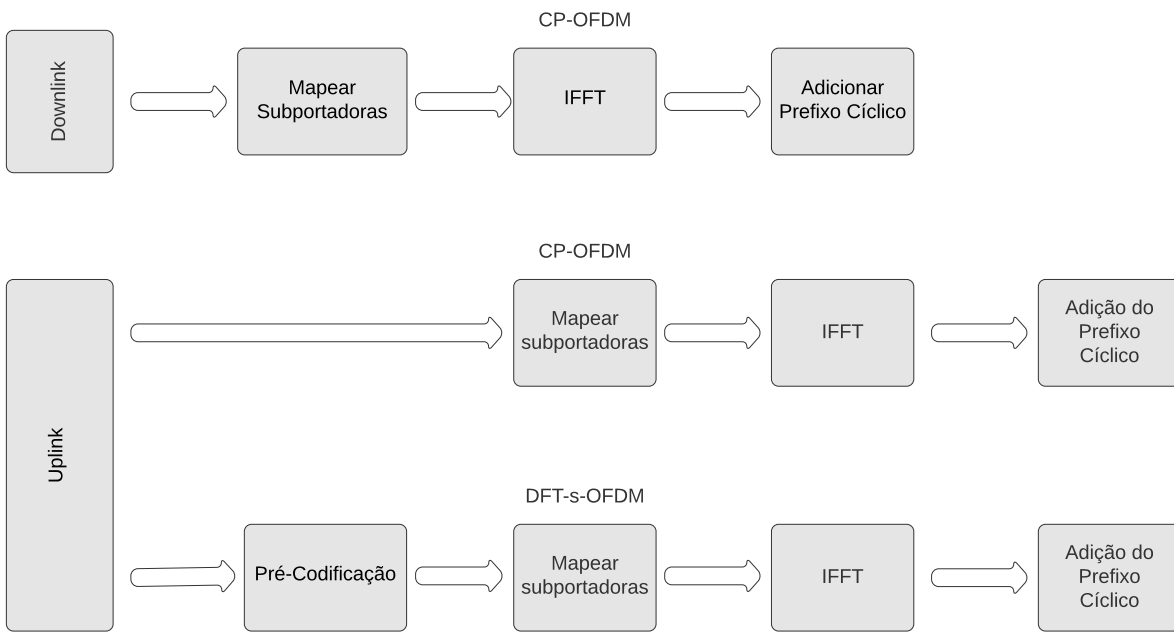 CP-OFDM
Downlink
Mapear
Subportadoras
IFFT
Adicionar
Prefixo Cíclico
CP-OFDM
Uplink
Mapear
subportadoras
IFFT
Adição do
Prefixo
Cíclico
DFT-s-OFDM
Pré-Codificação
Mapear
subportadoras
IFFT
Adição do
Prefixo
Cíclico